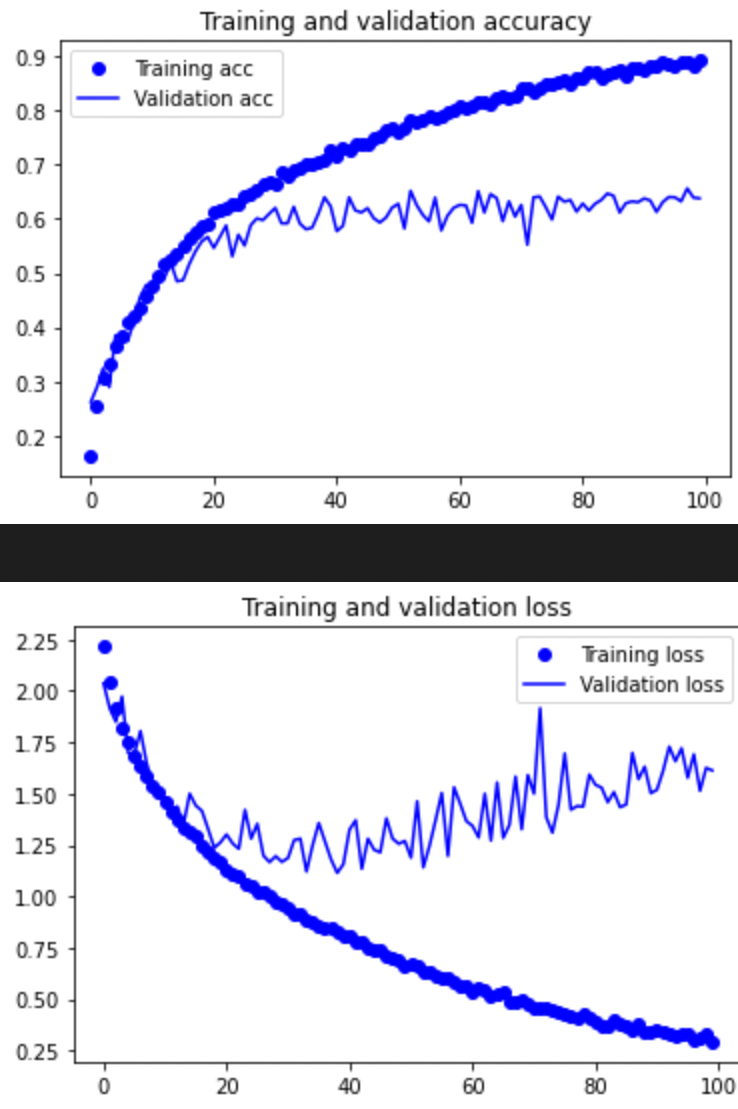 Training and validation accuracy
Training acc
Validation acc
0.9
0.8
0.7
0.6
0.5
0.4
0.3
0.2
0 20 40 60 80 100
Training and validation loss
Training loss
Validation loss
2.25
2.00
1.75
1.50
1.25
1.00
0.75
0.50
0.25
0 20 40 60 80 100